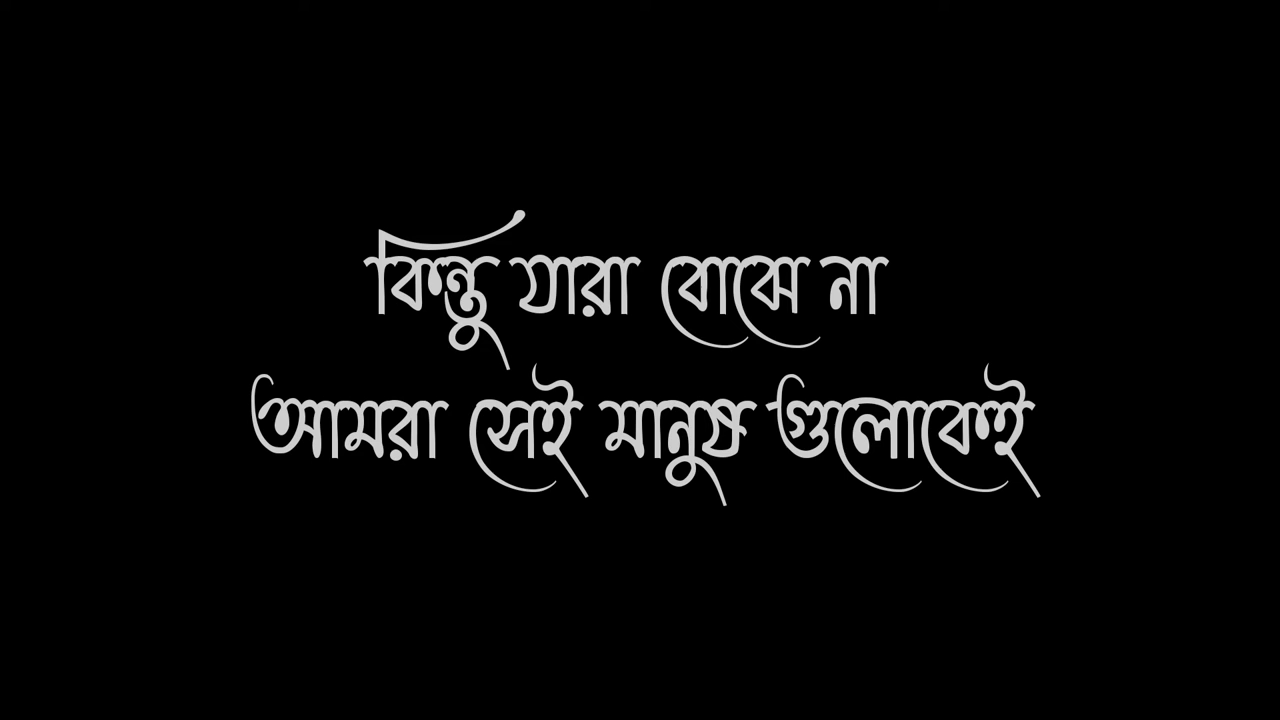 কিন্তু যারা বোঝে না
আমরা সেই মানুষ গুলোকেই